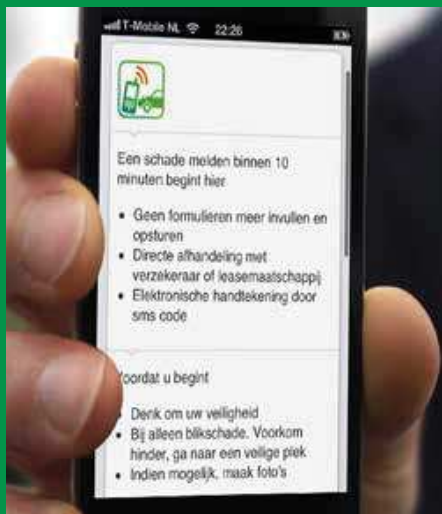 T-Mobile NL 22:26
Een schade melden binnen 10
minuten begint hier
• Geen formulieren meer invullen en
opsturen
• Directe afhandeling met
verzekeraar of leasemaatschappij
• Elektronische handtekening door
sms code
Voordat u begint
• Denk om uw veiligheid
• Bij alleen blikschade. Voorkom
hinder, ga naar een veilige plek
• Indien mogelijk, maak foto's